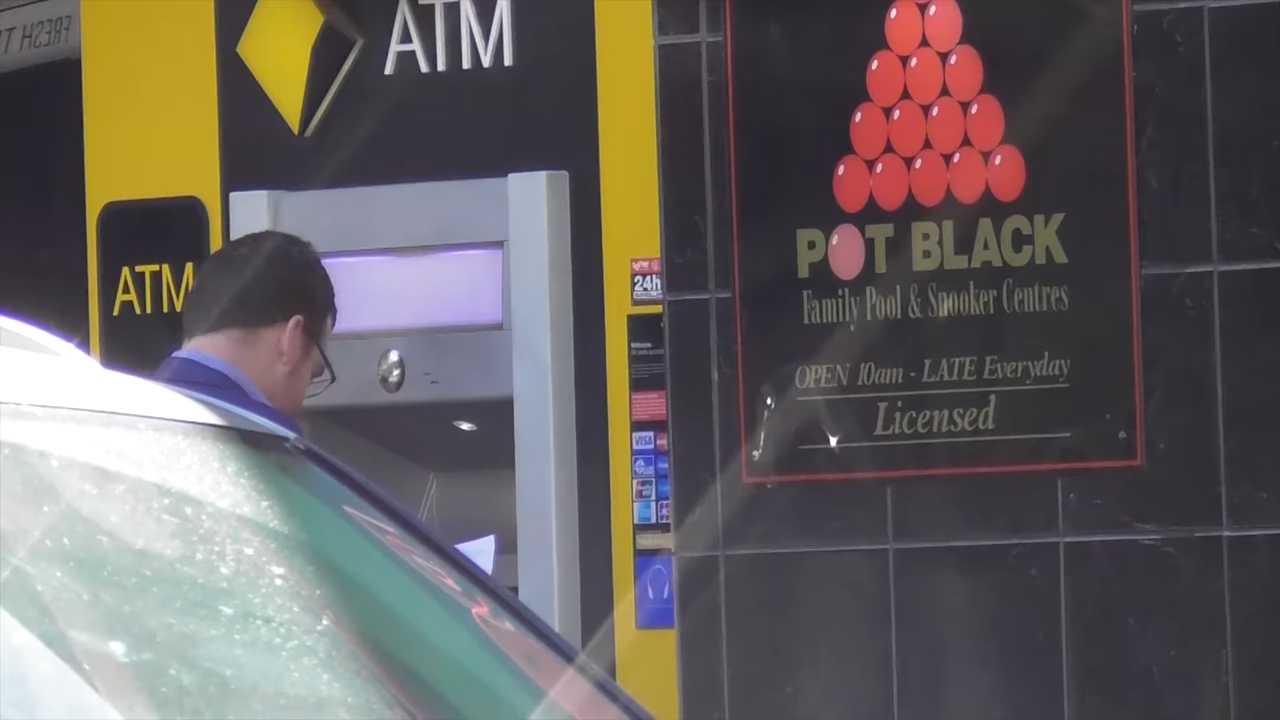 ATM
ATM
24h
VISA
POT BLACK
Family Pool & Snooker Centres
OPEN 10am - LATE Everyday
Licensed